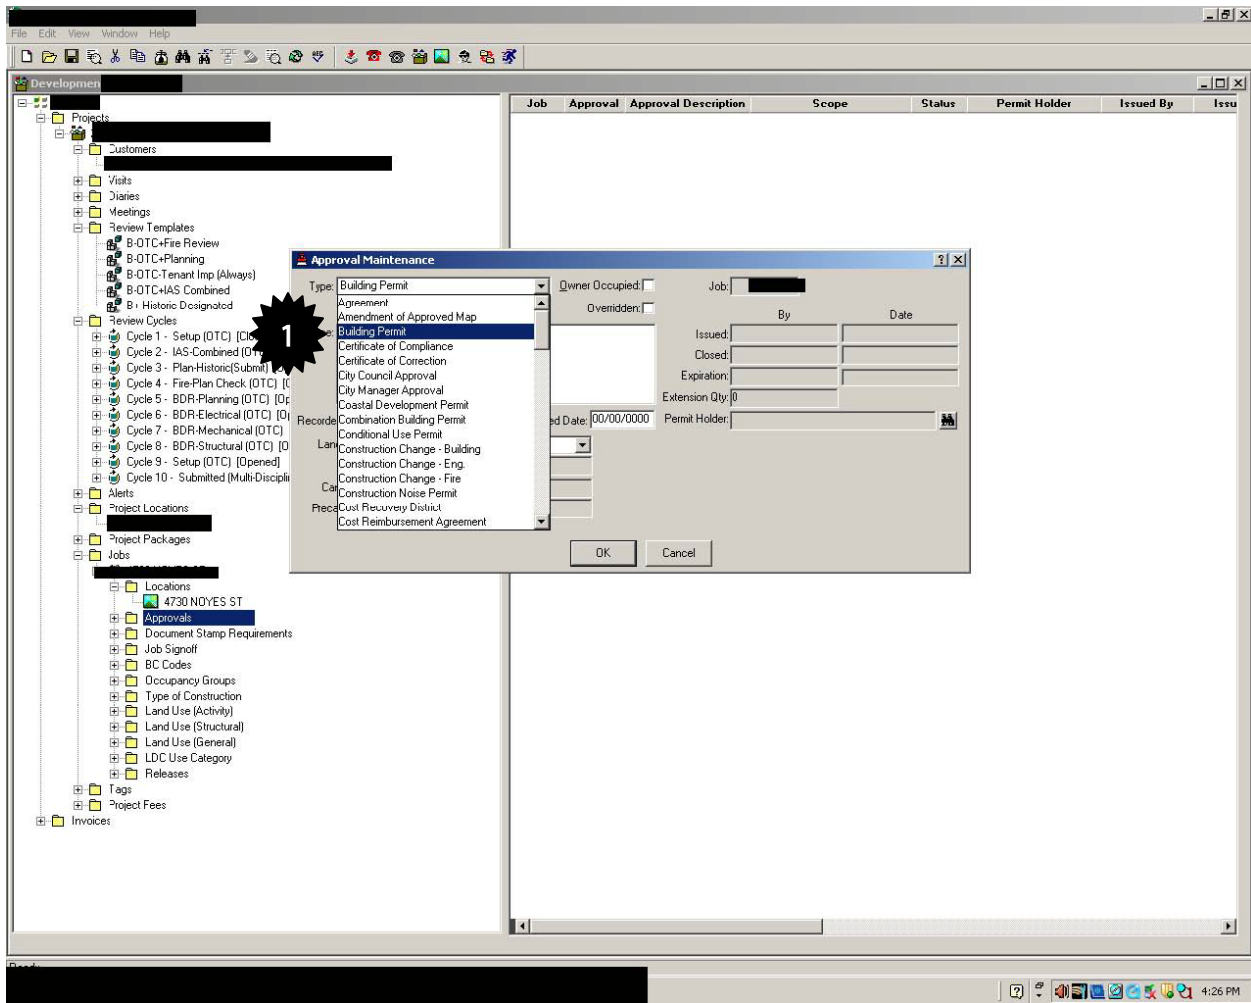 File Edit View Window Help
Developmen
Projects
Customers
Visits
Diaries
Meetings
Review Templates
B-OTC+Fire Review
B-OTC+Planning
B-OTC-Tenant Imp (Always)
B-OTC+IAS Combined
B+ Historic Designated
Review Cycles
Cycle 1 - Setup (OTC) [Clo
Cycle 2 - IAS-Combined (OT
Cycle 3 - Plan-Historic(Submit)
Cycle 4 - Fire-Plan Check (OTC) [O
Cycle 5 - BDR-Planning (OTC) [Op
Cycle 6 - BDR-Electrical (OTC) [O
Cycle 7 - BDR-Mechanical (OTC)
Cycle 8 - BDR-Structural (OTC) [O
Cycle 9 - Setup (OTC) [Opened]
Cycle 10 - Submitted (Multi-Discipli
Alerts
Project Locations
Project Packages
Jobs
Locations
4730 NOYES ST
Approvals
Document Stamp Requirements
Job Signoff
BC Codes
Occupancy Groups
Type of Construction
Land Use (Activity)
Land Use (Structural)
Land Use (General)
LDC Use Category
Releases
Tags
Project Fees
Invoices
Job Approval Approval Description Scope Status Permit Holder Issued By Issu
Approval Maintenance
Type: Building Permit
Owner Occupied:
Job:
Overridden:
By Date
Issued:
Closed:
Expiration:
Extension Qty: 0
Permit Holder:
1
Agreement
Amendment of Approved Map
Building Permit
Certificate of Compliance
Certificate of Correction
City Council Approval
City Manager Approval
Coastal Development Permit
Combination Building Permit
Conditional Use Permit
Construction Change - Building
Construction Change - Eng.
Construction Change - Fire
Construction Noise Permit
Cost Recovery District
Cost Reimbursement Agreement
Recorde
ed Date: 00/00/0000
Lan
Ca
Preca
OK Cancel
4:26 PM